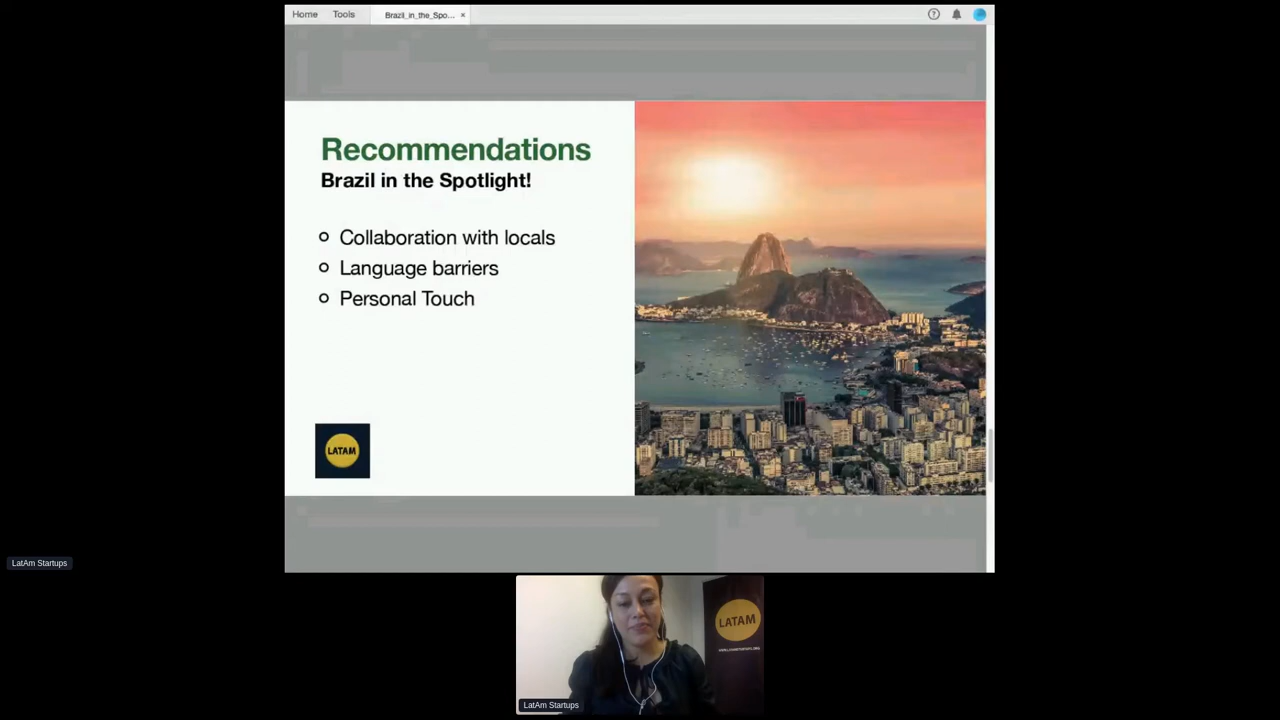 Home Tools Brazil_in_the_Spo... ×
Recommendations
Brazil in the Spotlight!
Collaboration with locals
Language barriers
Personal Touch
LATAM
LatAm Startups
LATAM
LatAm Startups